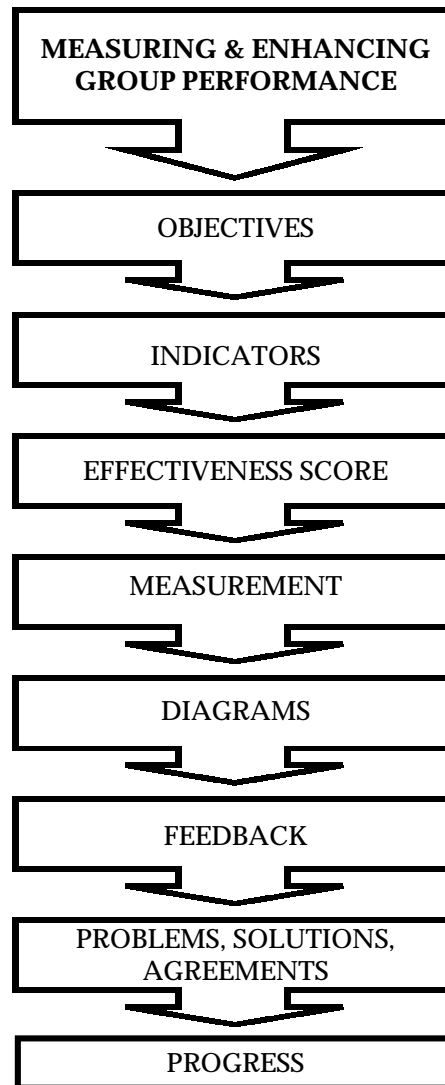 MEASURING & ENHANCING
GROUP PERFORMANCE
OBJECTIVES
INDICATORS
EFFECTIVENESS SCORE
MEASUREMENT
DIAGRAMS
FEEDBACK
PROBLEMS, SOLUTIONS,
AGREEMENTS
PROGRESS